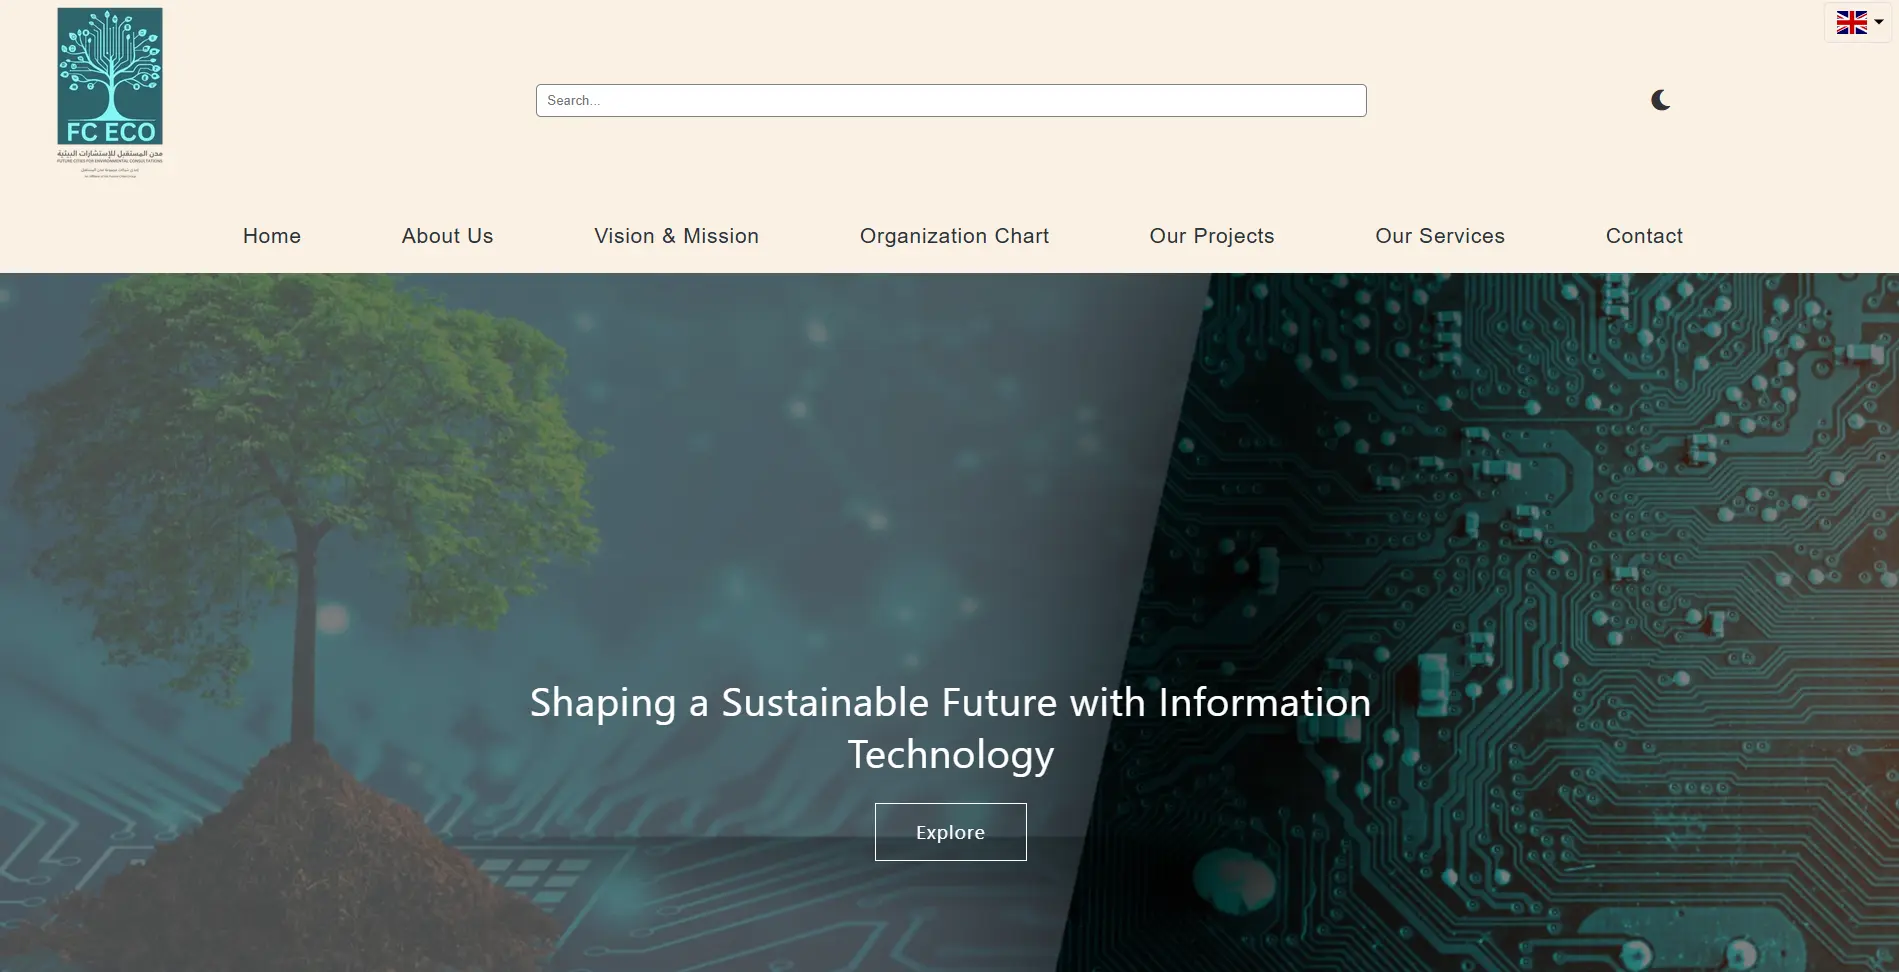 FC ECO
مدن المستقبل للإستشارات البيئية
FUTURE CITIES FOR ENVIRONMENTAL CONSULTATIONS
Search...
Home
About Us
Vision & Mission
Organization Chart
Our Projects
Our Services
Contact
Shaping a Sustainable Future with Information
Technology
Explore